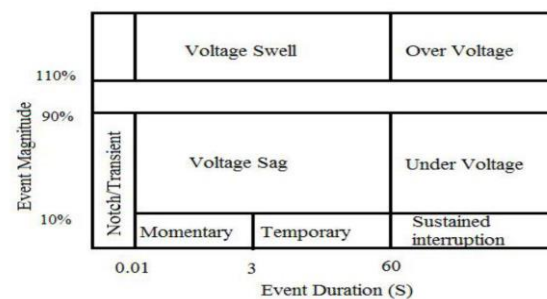 Voltage Swell
Over Voltage
110%
90%
Event Magnitude
Notch/Transient
Voltage Sag
Under Voltage
10%
Momentary
Temporary
Sustained
interruption
0.01
3
60
Event Duration (S)